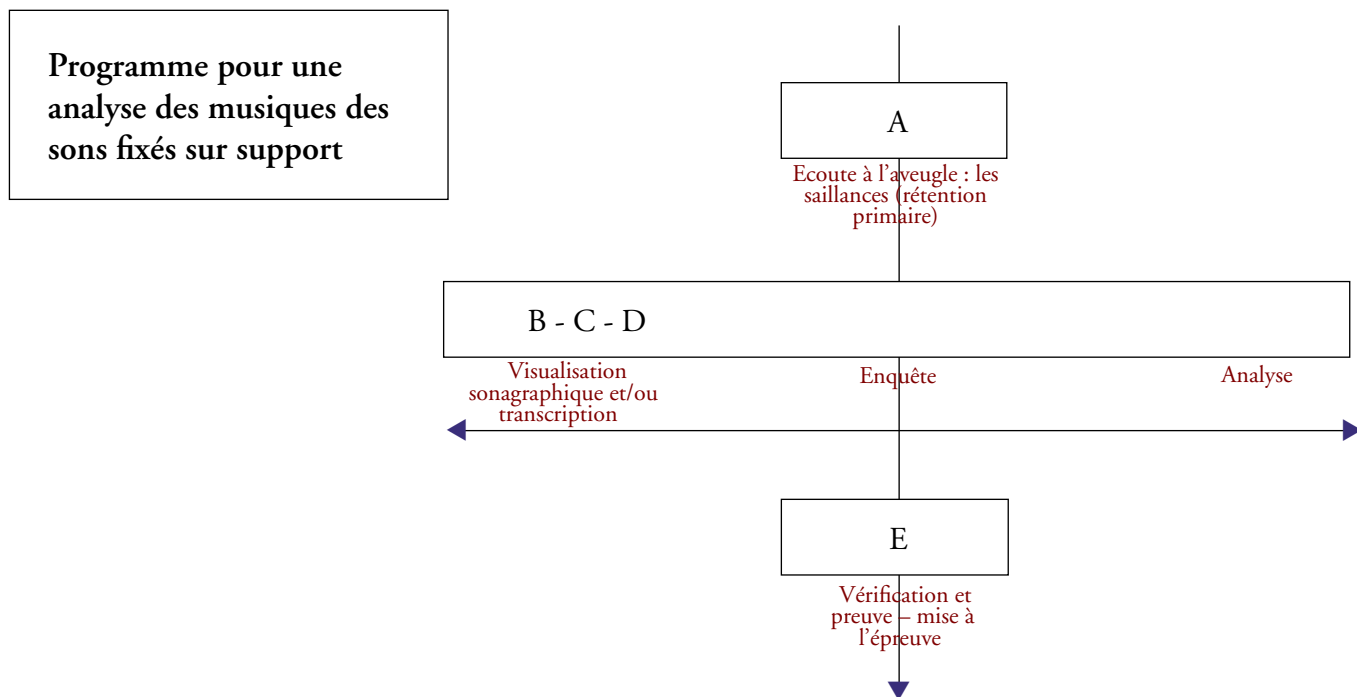 Programme pour une
analyse des musiques des
sons fixés sur support
A
Ecoute à l’aveugle : les
saillances (rétention
primaire)
B - C - D
Visualisation
sonagraphique et/ou
transcription
Enquête
Analyse
E
Vérification et
preuve – mise à
l’épreuve